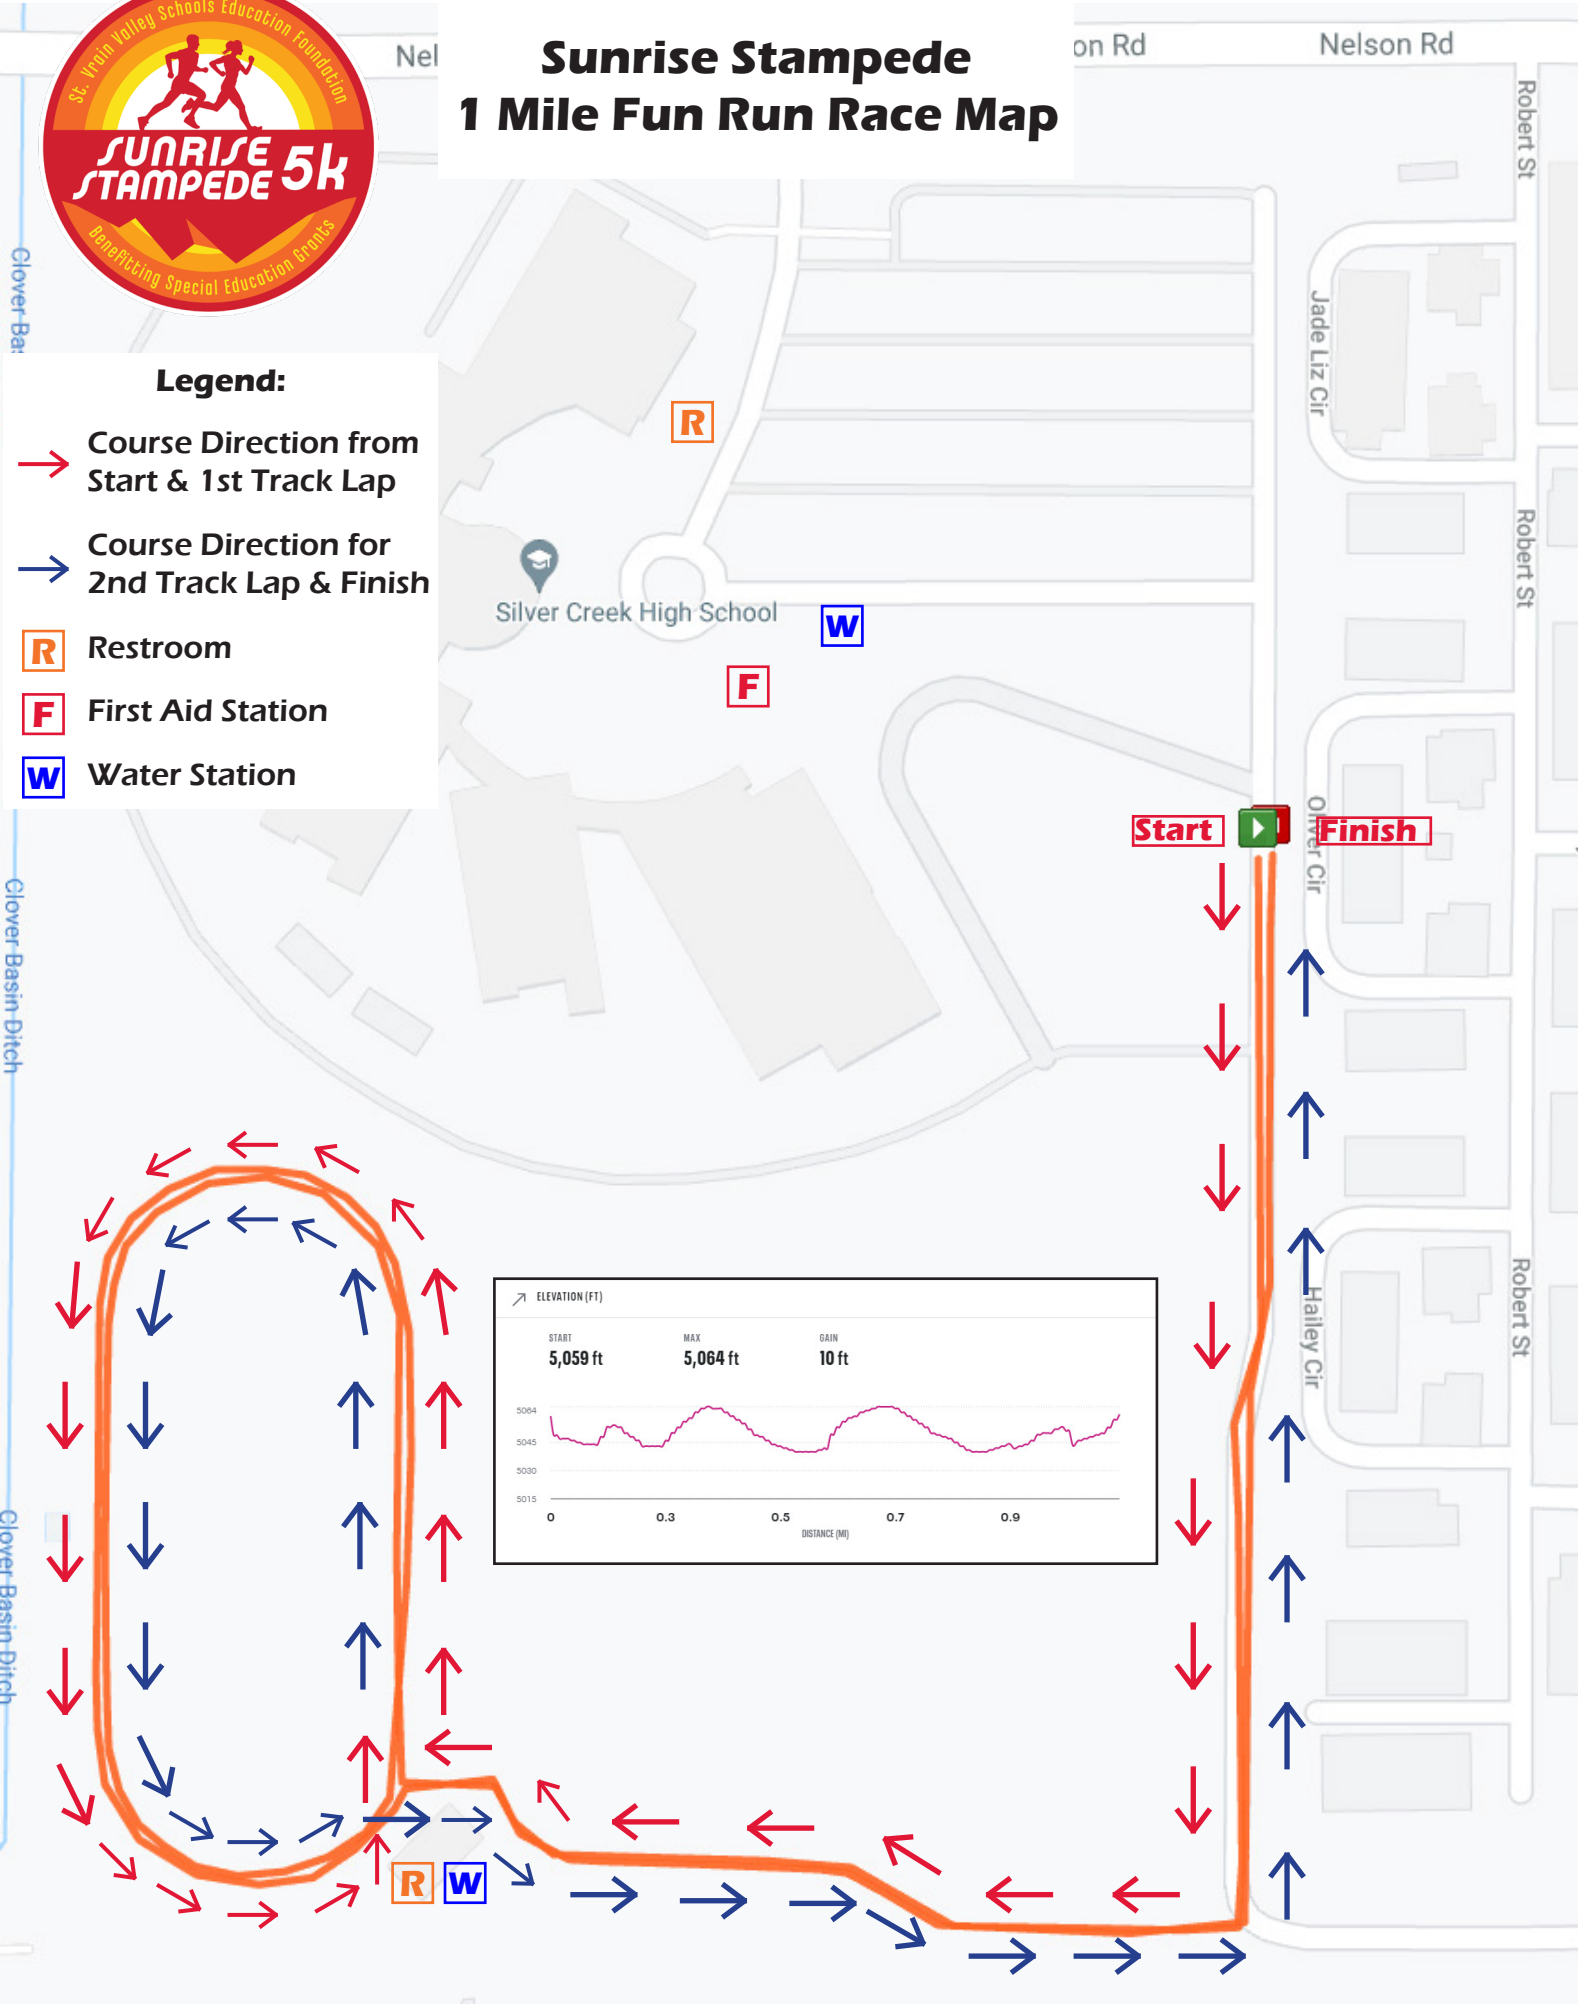 St. Vrain Valley Schools Education Foundation
SUNRISE
STAMPEDE 5k
Benefitting Special Education Grants
Sunrise Stampede
1 Mile Fun Run Race Map
Nel
on Rd
Nelson Rd
Robert St
Clover Bas
Jade Liz Cir
Legend:
Course Direction from
Start & 1st Track Lap
Course Direction for
2nd Track Lap & Finish
R Restroom
F First Aid Station
W Water Station
R
Robert St
Silver Creek High School
W
F
Start
Finish
Oliver Cir
Clover Basin Ditch
Hailey Cir
Robert St
ELEVATION (FT)
START MAX GAIN
5,059 ft 5,064 ft 10 ft
5064
5045
5030
5015
0 0.3 0.5 0.7 0.9
DISTANCE (MI)
Clover Basin Ditch
R W